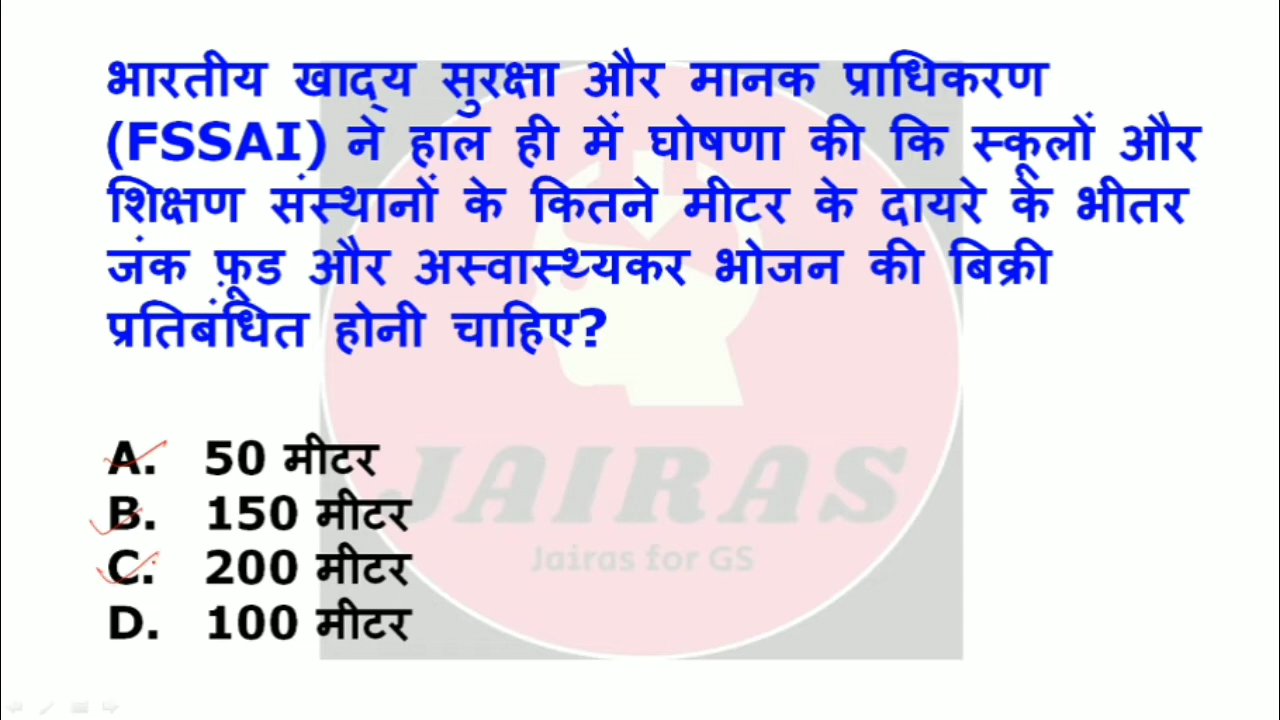 भारतीय खाद्य सुरक्षा और मानक प्राधिकरण
(FSSAI) ने हाल ही में घोषणा की कि स्कूलों और
शिक्षण संस्थानों के कितने मीटर के दायरे के भीतर
जंक फ़ूड और अस्वास्थ्यकर भोजन की बिक्री
प्रतिबंधित होनी चाहिए?
A. 50 मीटर
B. 150 मीटर
C. 200 मीटर
D. 100 मीटर
JAIRAS
Jairas for GS